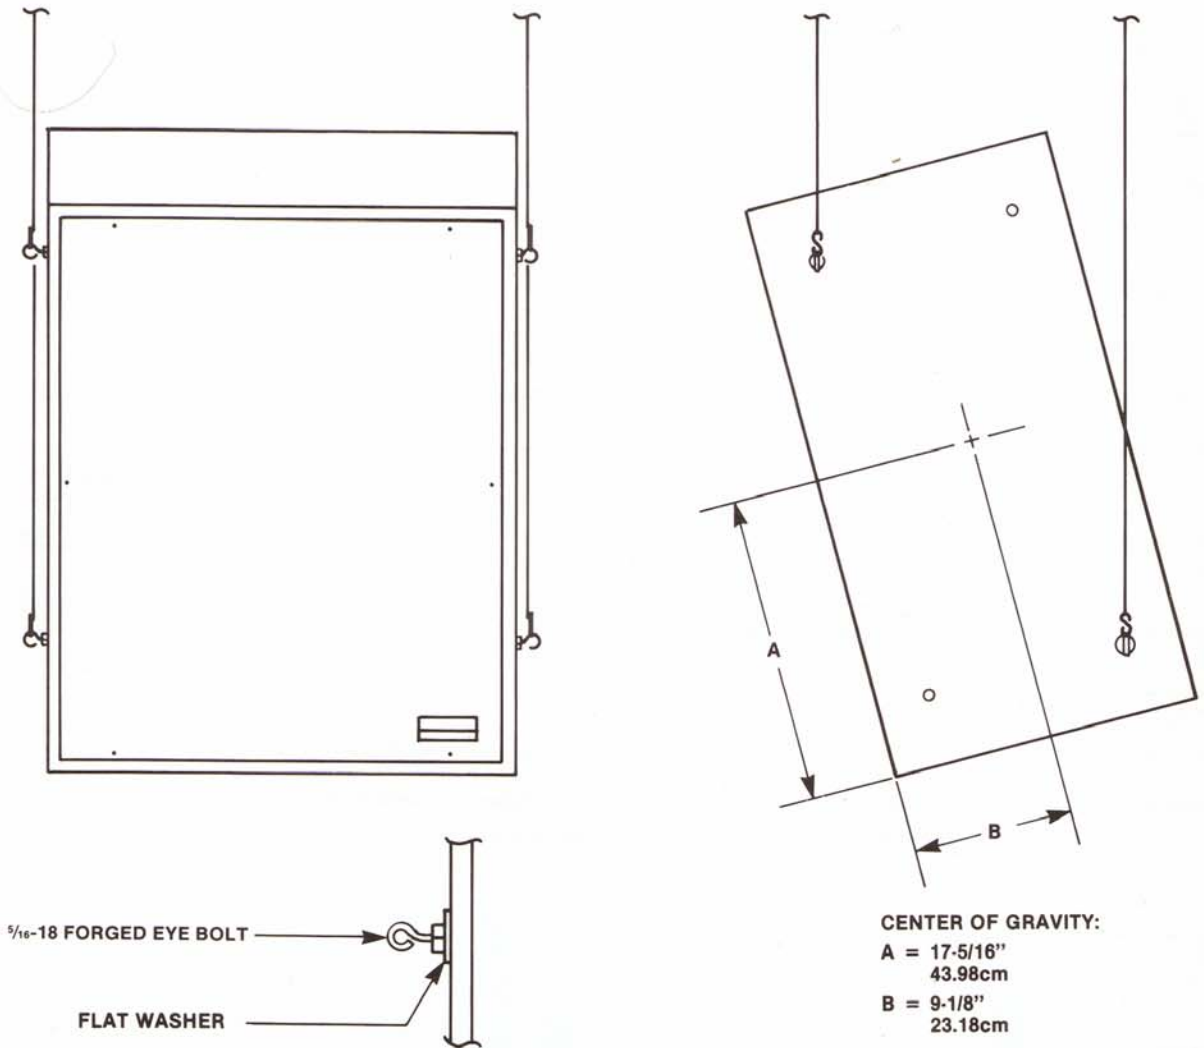 A
B
5/16-18 FORGED EYE BOLT
FLAT WASHER
CENTER OF GRAVITY:
A = 17-5/16"
43.98cm
B = 9-1/8"
23.18cm